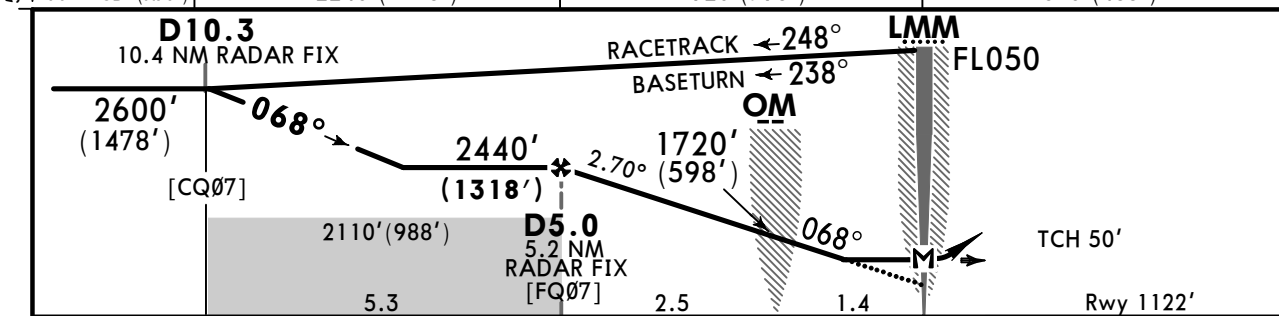 D10.3
10.4 NM RADAR FIX
RACETRACK 248°
BASETURN 238°
LMM
FL050
OM
2600'
(1478')
068°
2440'
(1318')
2.70°
1720'
(598')
[CQØ7]
2110'(988')
D5.0
5.2 NM
RADAR FIX
[FQØ7]
068°
M
TCH 50'
5.3
2.5
1.4
Rwy 1122'